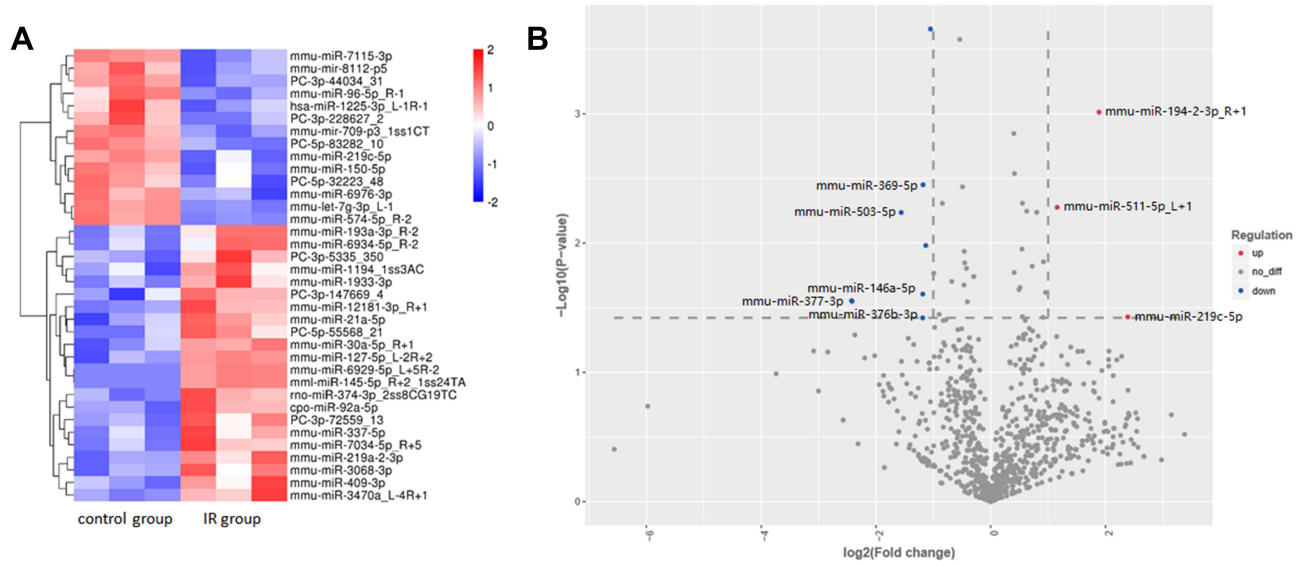 A
mmu-miR-7115-3p
mmu-mir-8112-p5
PC-3p-44034_31
mmu-miR-96-5p_R-1
hsa-miR-1225-3p_L-1R-1
PC-3p-228627_2
mmu-mir-709-p3_1ss1CT
PC-5p-83282_10
mmu-miR-219c-5p
mmu-miR-150-5p
PC-5p-32223_48
mmu-miR-6976-3p
mmu-let-7g-3p_L-1
mmu-miR-574-5p_R-2
mmu-miR-193a-3p_R-2
mmu-miR-6934-5p_R-2
PC-3p-5335_350
mmu-miR-1194_1ss3AC
mmu-miR-1933-3p
PC-3p-147669_4
mmu-miR-12181-3p_R+1
mmu-miR-21a-5p
PC-5p-55568_21
mmu-miR-30a-5p_R+1
mmu-miR-127-5p_L-2R+2
mmu-miR-6929-5p_L+5R-2
mml-miR-145-5p_R+2_1ss24TA
rno-miR-374-3p_2ss8CG19TC
cpo-miR-92a-5p
PC-3p-72559_13
mmu-miR-337-5p
mmu-miR-7034-5p_R+5
mmu-miR-219a-2-3p
mmu-miR-3068-3p
mmu-miR-409-3p
mmu-miR-3470a_L-4R+1
control group IR group
2
1
0
-1
-2
B
−Log10(P−value)
3
2
1
0
mmu-miR-194-2-3p_R+1
mmu-miR-369-5p
mmu-miR-503-5p
mmu-miR-511-5p_L+1
mmu-miR-146a-5p
mmu-miR-377-3p
mmu-miR-376b-3p
mmu-miR-219c-5p
−6
−4
−2
0
2
log2(Fold change)
Regulation
up
no_diff
down